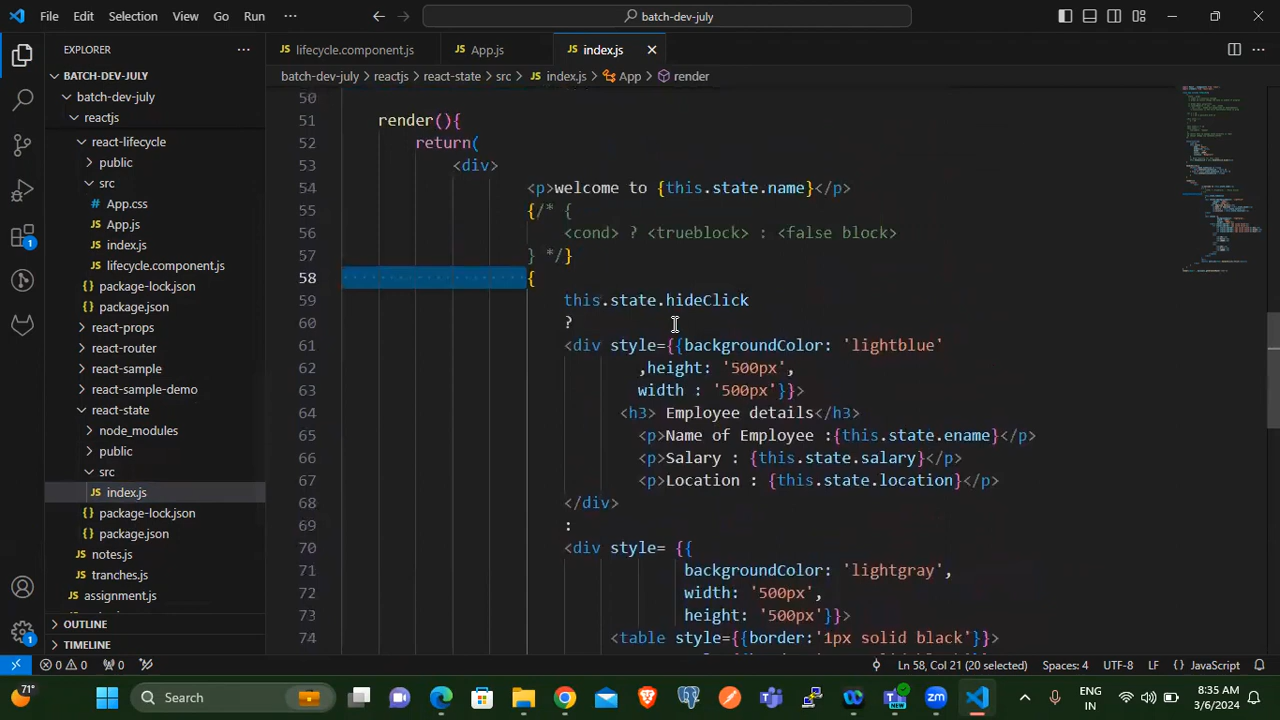 File Edit Selection View Go Run ··· batch-dev-july
EXPLORER ··· lifecycle.component.js App.js index.js
BATCH-DEV-JULY batch-dev-july > reactjs > react-state > src > index.js > App > render
batch-dev-july
reactjs
react-lifecycle
public
src
App.css
App.js
index.js
lifecycle.component.js
package-lock.json
package.json
react-props
react-router
react-sample
react-sample-demo
react-state
node_modules
public
src
index.js
package-lock.json
package.json
notes.js
tranches.js
assignment.js
OUTLINE
TIMELINE
50
51 render(){
52 return(
53 <div>
54 <p>welcome to {this.state.name}</p>
55 {/* {
56 <cond> ? <trueblock> : <false block>
57 } */}
58 {
59 this.state.hideClick
60 ?
61 <div style={{backgroundColor: 'lightblue'
62 ,height: '500px',
63 width : '500px'}}>
64 <h3> Employee details</h3>
65 <p>Name of Employee :{this.state.ename}</p>
66 <p>Salary : {this.state.salary}</p>
67 <p>Location : {this.state.location}</p>
68 </div>
69 :
70 <div style= {{
71 backgroundColor: 'lightgray',
72 width: '500px',
73 height: '500px'}}>
74 <table style={{border:'1px solid black'}}>
0 0 0 Ln 58, Col 21 (20 selected) Spaces: 4 UTF-8 LF JavaScript
71° Search ENG IN 8:35 AM 3/6/2024